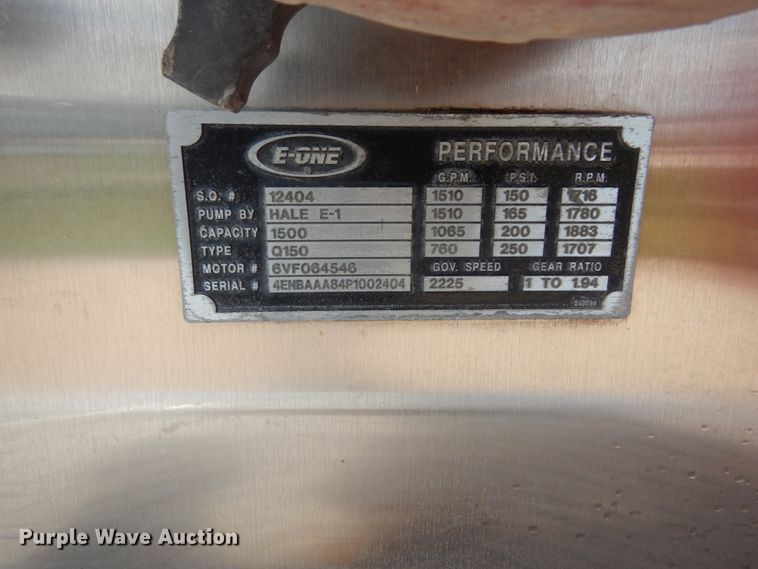 E-ONE
®
PERFORMANCE
G.P.M. P.S.I. R.P.M.
S.O. # 12404 1510 150 1716
PUMP BY HALE E-1 1510 165 1780
CAPACITY 1500 1065 200 1883
TYPE Q150 760 250 1707
MOTOR # 6VF064546 GOV. SPEED GEAR RATIO
SERIAL # 4ENBAAA84P1002404 2225 1 TO 1.94
Purple Wave Auction